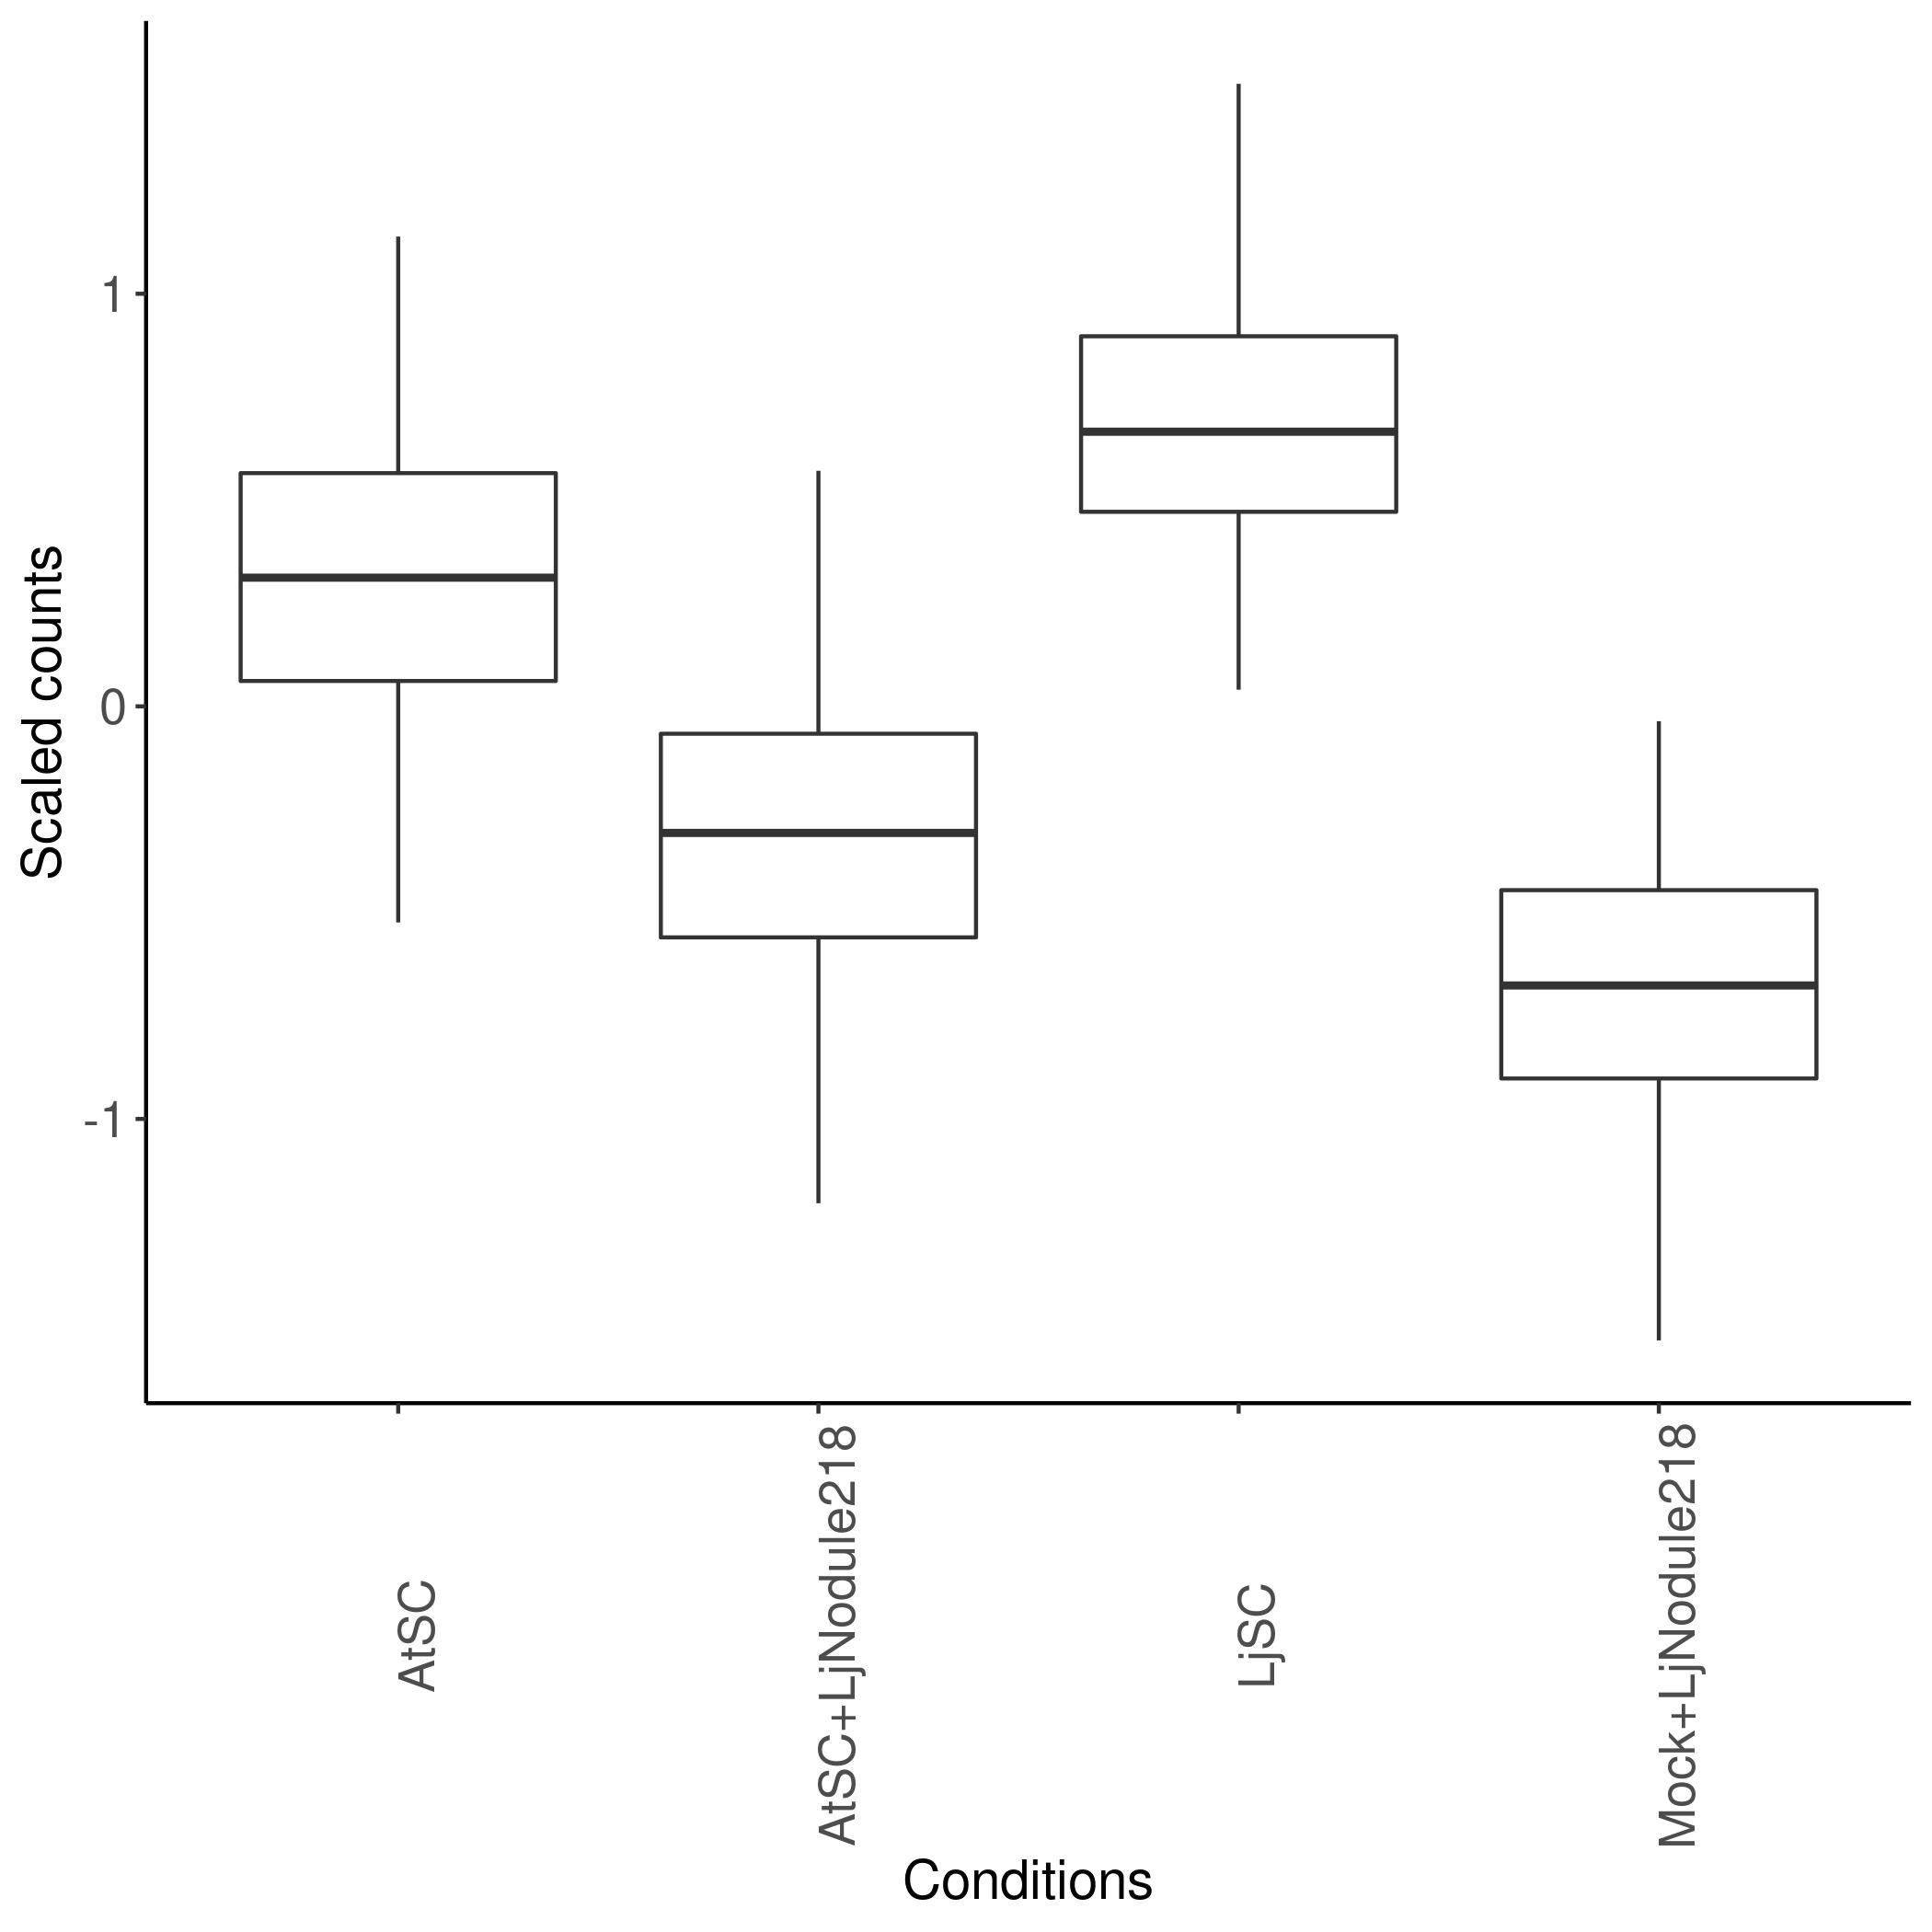 Scaled counts
1
0
-1
AtSC
AtSC+LjNodule218
LjSC
Mock+LjNodule218
Conditions